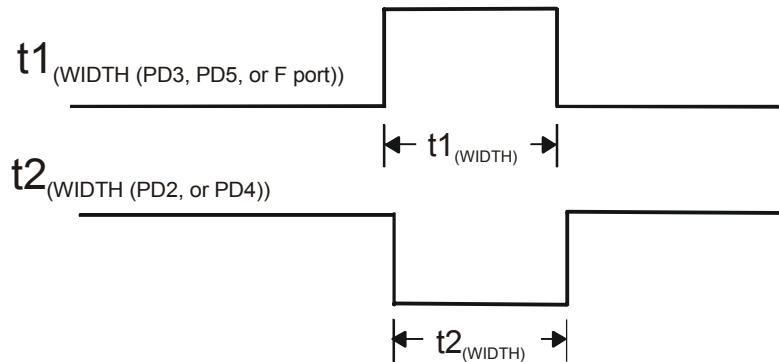 t1(WIDTH (PD3, PD5, or F port))
t1(WIDTH)
t2(WIDTH (PD2, or PD4))
t2(WIDTH)